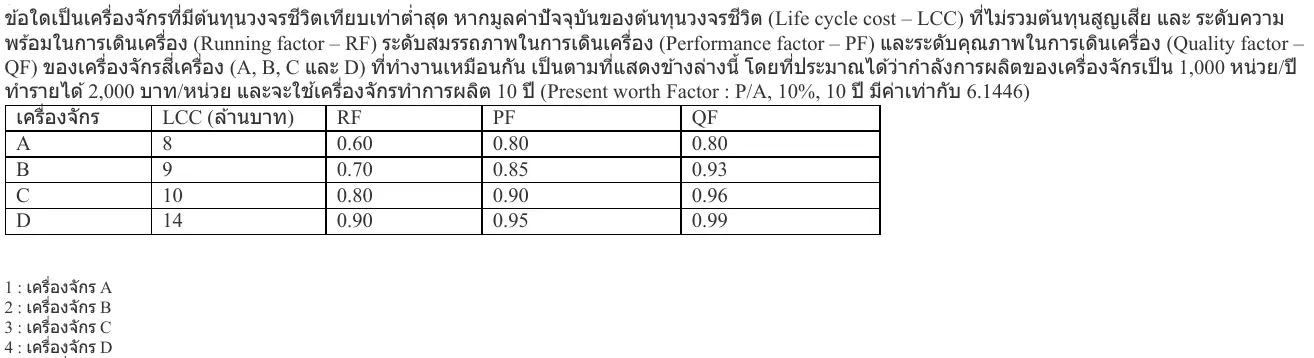 ข้อใดเป็นเครื่องจักรที่มีต้นทุนวงจรชีวิตเทียบเท่าต่ำสุด หากมูลค่าปัจจุบันของต้นทุนวงจรชีวิต (Life cycle cost – LCC) ที่ไม่รวมต้นทุนสูญเสีย และ ระดับความ
พร้อมในการเดินเครื่อง (Running factor – RF) ระดับสมรรถภาพในการเดินเครื่อง (Performance factor – PF) และระดับคุณภาพในการเดินเครื่อง (Quality factor –
QF) ของเครื่องจักรสี่เครื่อง (A, B, C และ D) ที่ทำงานเหมือนกัน เป็นตามที่แสดงข้างล่างนี้ โดยที่ประมาณได้ว่ากำลังการผลิตของเครื่องจักรเป็น 1,000 หน่วย/ปี
ทำรายได้ 2,000 บาท/หน่วย และจะใช้เครื่องจักรทำการผลิต 10 ปี (Present worth Factor : P/A, 10%, 10 ปี มีค่าเท่ากับ 6.1446)
เครื่องจักร LCC (ล้านบาท) RF PF QF
A 8 0.60 0.80 0.80
B 9 0.70 0.85 0.93
C 10 0.80 0.90 0.96
D 14 0.90 0.95 0.99
1 : เครื่องจักร A
2 : เครื่องจักร B
3 : เครื่องจักร C
4 : เครื่องจักร D